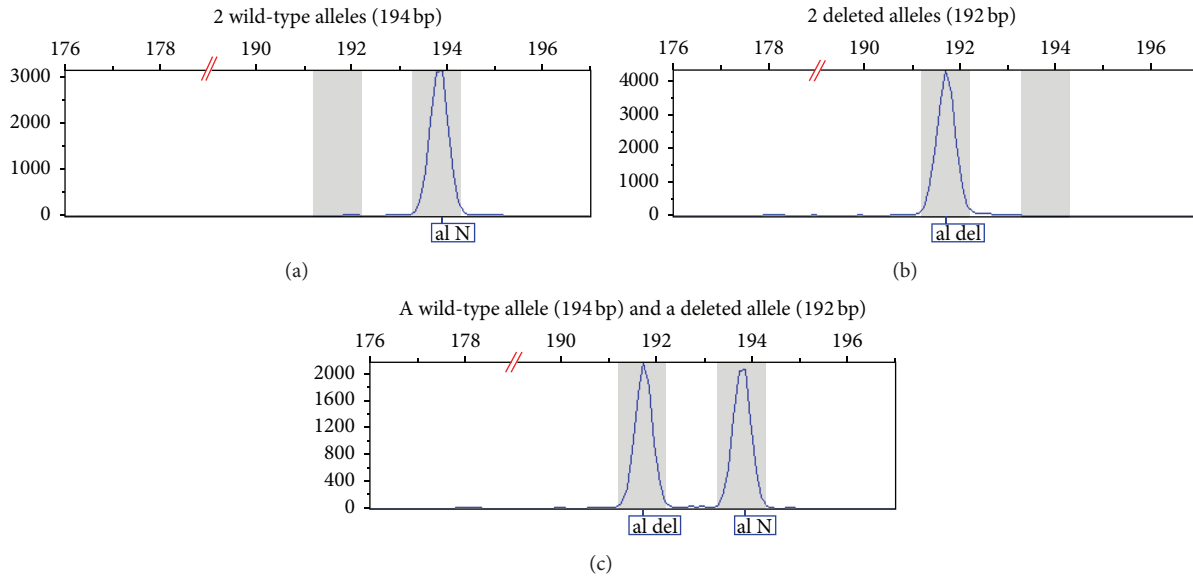 2 wild-type alleles (194 bp)
176 178 190 192 194 196
3000
2000
1000
0
al N
(a)
2 deleted alleles (192 bp)
176 178 190 192 194 196
4000
3000
2000
1000
0
al del
(b)
A wild-type allele (194 bp) and a deleted allele (192 bp)
176 178 190 192 194 196
2000
1600
1200
800
400
0
al del al N
(c)